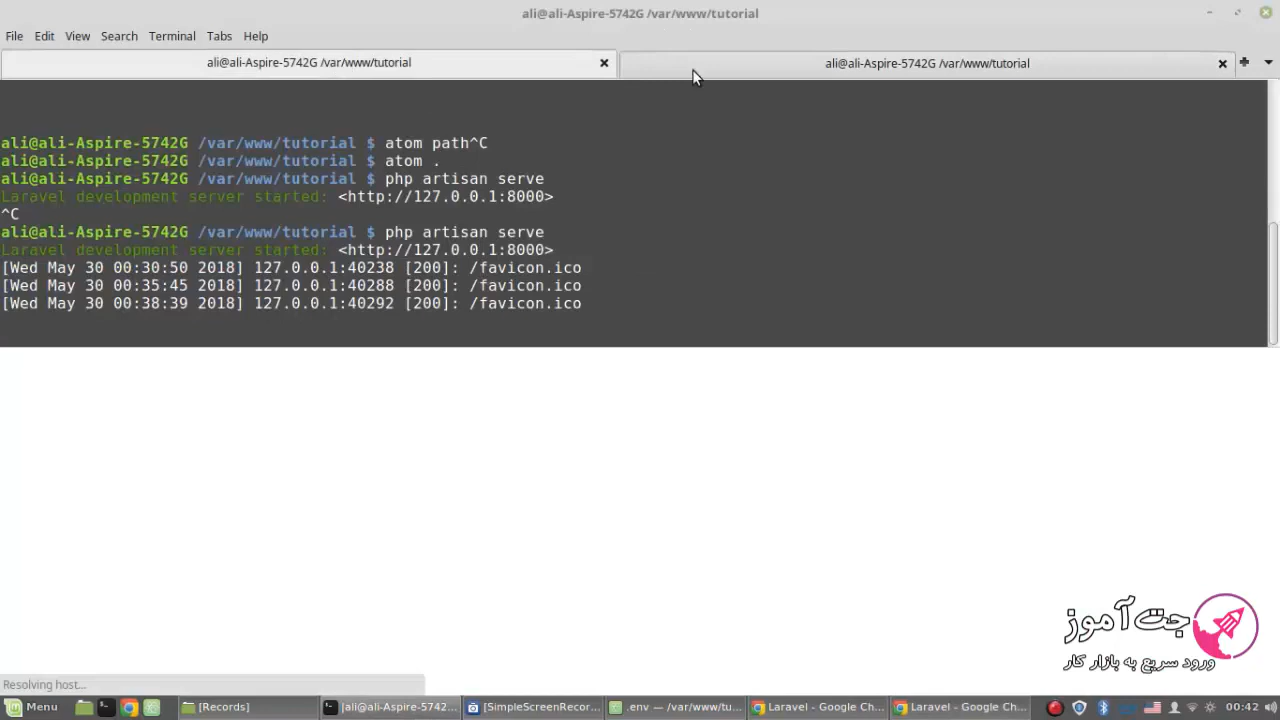 ali@ali-Aspire-5742G /var/www/tutorial
File Edit View Search Terminal Tabs Help
ali@ali-Aspire-5742G /var/www/tutorial
ali@ali-Aspire-5742G /var/www/tutorial
ali@ali-Aspire-5742G /var/www/tutorial $ atom path^C
ali@ali-Aspire-5742G /var/www/tutorial $ atom .
ali@ali-Aspire-5742G /var/www/tutorial $ php artisan serve
Laravel development server started: <http://127.0.0.1:8000>
^C
ali@ali-Aspire-5742G /var/www/tutorial $ php artisan serve
Laravel development server started: <http://127.0.0.1:8000>
[Wed May 30 00:30:50 2018] 127.0.0.1:40238 [200]: /favicon.ico
[Wed May 30 00:35:45 2018] 127.0.0.1:40288 [200]: /favicon.ico
[Wed May 30 00:38:39 2018] 127.0.0.1:40292 [200]: /favicon.ico
جت آموز
ورود سریع به بازار کار
Resolving host...
Menu [Records] [ali@ali-Aspire-5742... [SimpleScreenRecor... .env — /var/www/tu... Laravel - Google Ch... Laravel - Google Ch... 00:42